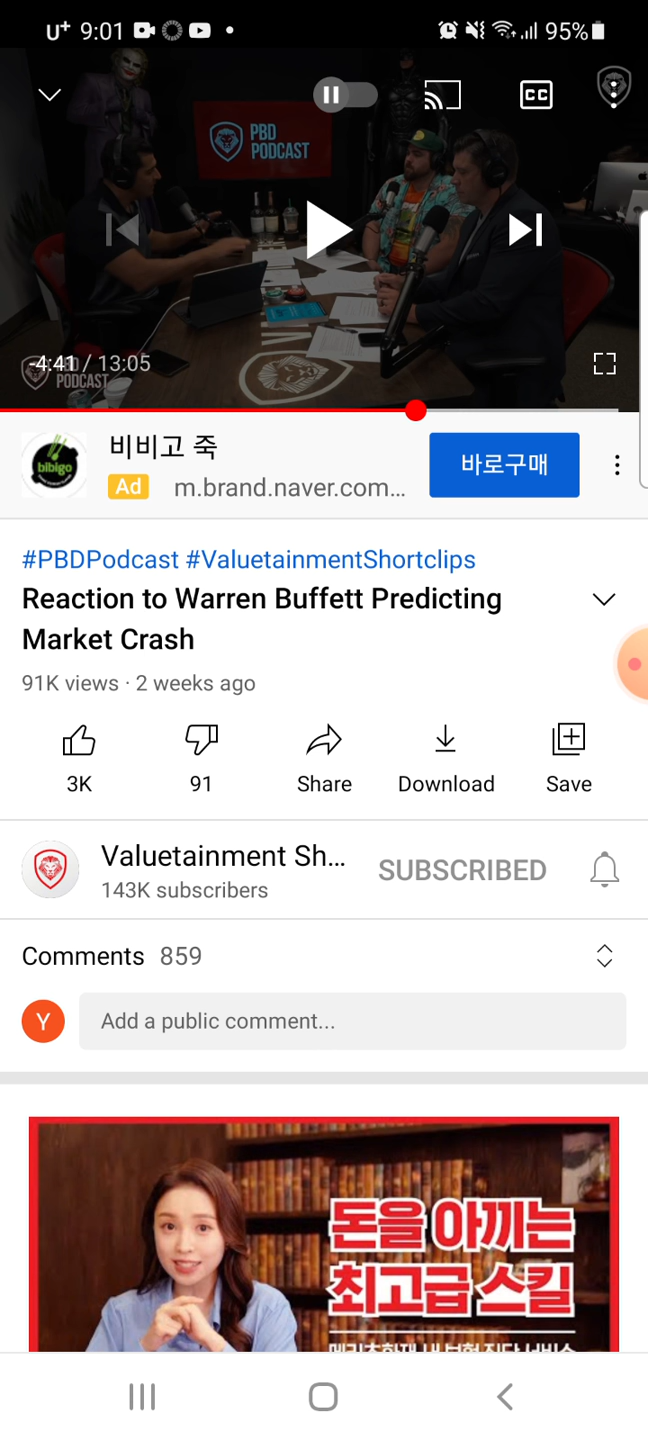 U+ 9:01
95%
CC
PBD
PODCAST
-4:41 / 13:05
PODCAST
비비고 죽
bibigo
바로구매
Ad m.brand.naver.com...
#PBDPodcast #ValuetainmentShortclips
Reaction to Warren Buffett Predicting
Market Crash
91K views · 2 weeks ago
3K 91 Share Download Save
Valuetainment Sh...
SUBSCRIBED
143K subscribers
Comments 859
Y
Add a public comment...
돈을 아끼는
최고급 스킬